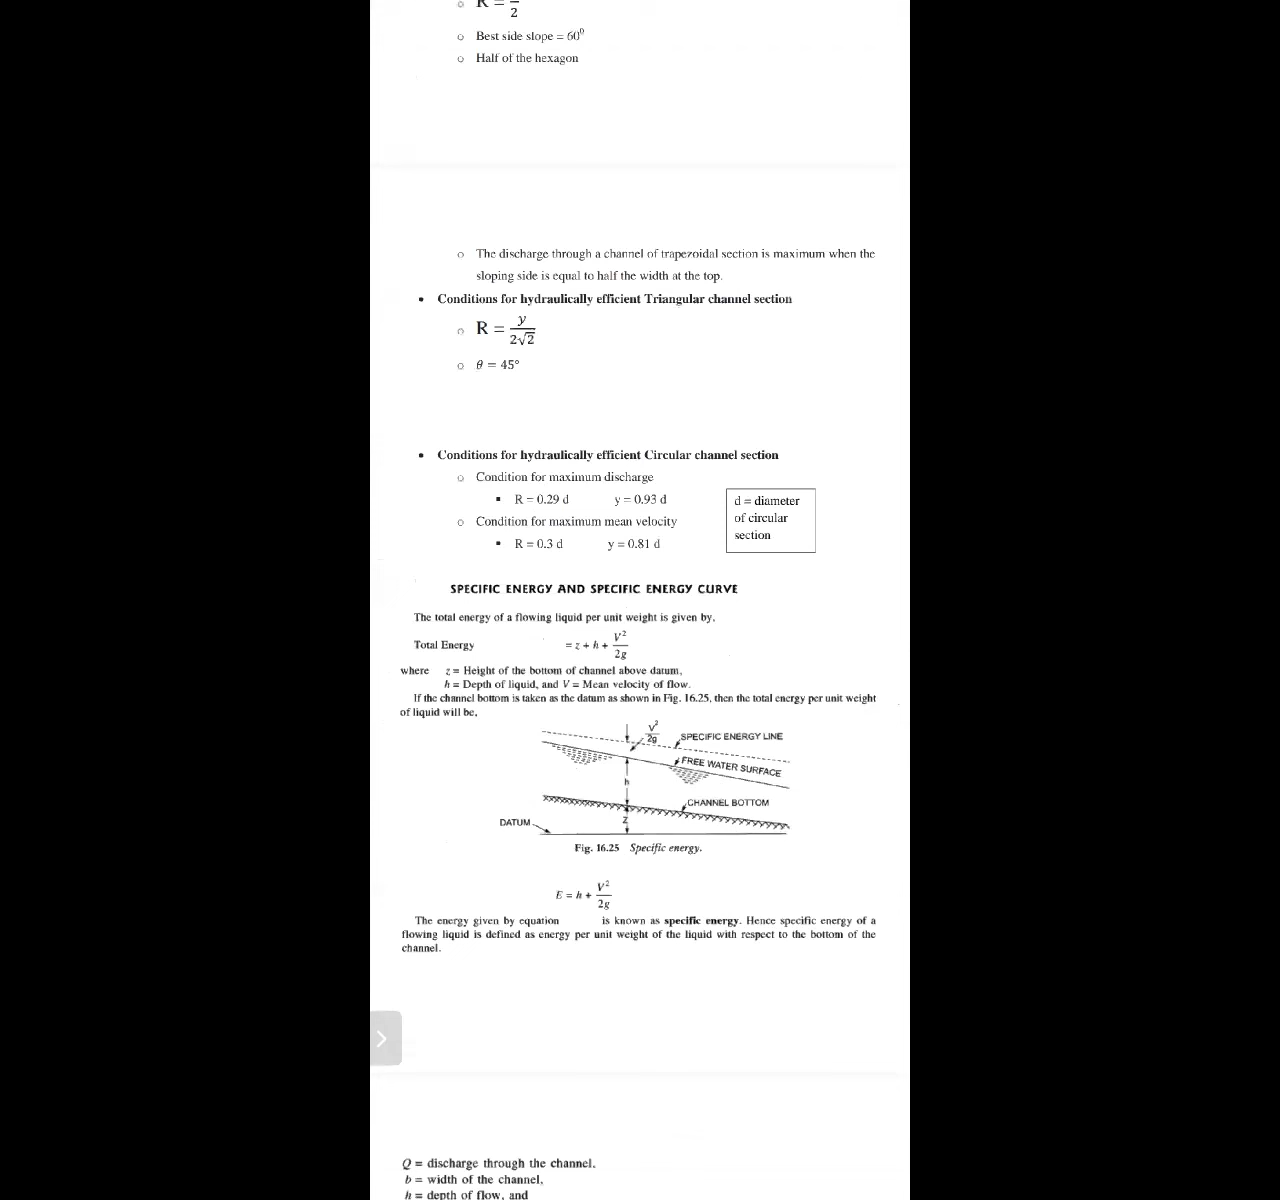 R = –/2
Best side slope = 60⁰
Half of the hexagon
The discharge through a channel of trapezoidal section is maximum when the
sloping side is equal to half the width at the top.
• Conditions for hydraulically efficient Triangular channel section
R = y/(2√2)
θ = 45°
• Conditions for hydraulically efficient Circular channel section
Condition for maximum discharge
▪ R = 0.29 d y = 0.93 d
Condition for maximum mean velocity
▪ R = 0.3 d y = 0.81 d
d = diameter
of circular
section
SPECIFIC ENERGY AND SPECIFIC ENERGY CURVE
The total energy of a flowing liquid per unit weight is given by,
Total Energy = z + h + V²/2g
where z = Height of the bottom of channel above datum,
h = Depth of liquid, and V = Mean velocity of flow.
If the channel bottom is taken as the datum as shown in Fig. 16.25, then the total energy per unit weight
of liquid will be,
V²/2g
SPECIFIC ENERGY LINE
FREE WATER SURFACE
h
CHANNEL BOTTOM
Z
DATUM
Fig. 16.25 Specific energy.
E = h + V²/2g
The energy given by equation is known as specific energy. Hence specific energy of a
flowing liquid is defined as energy per unit weight of the liquid with respect to the bottom of the
channel.
Q = discharge through the channel,
b = width of the channel,
h = depth of flow, and